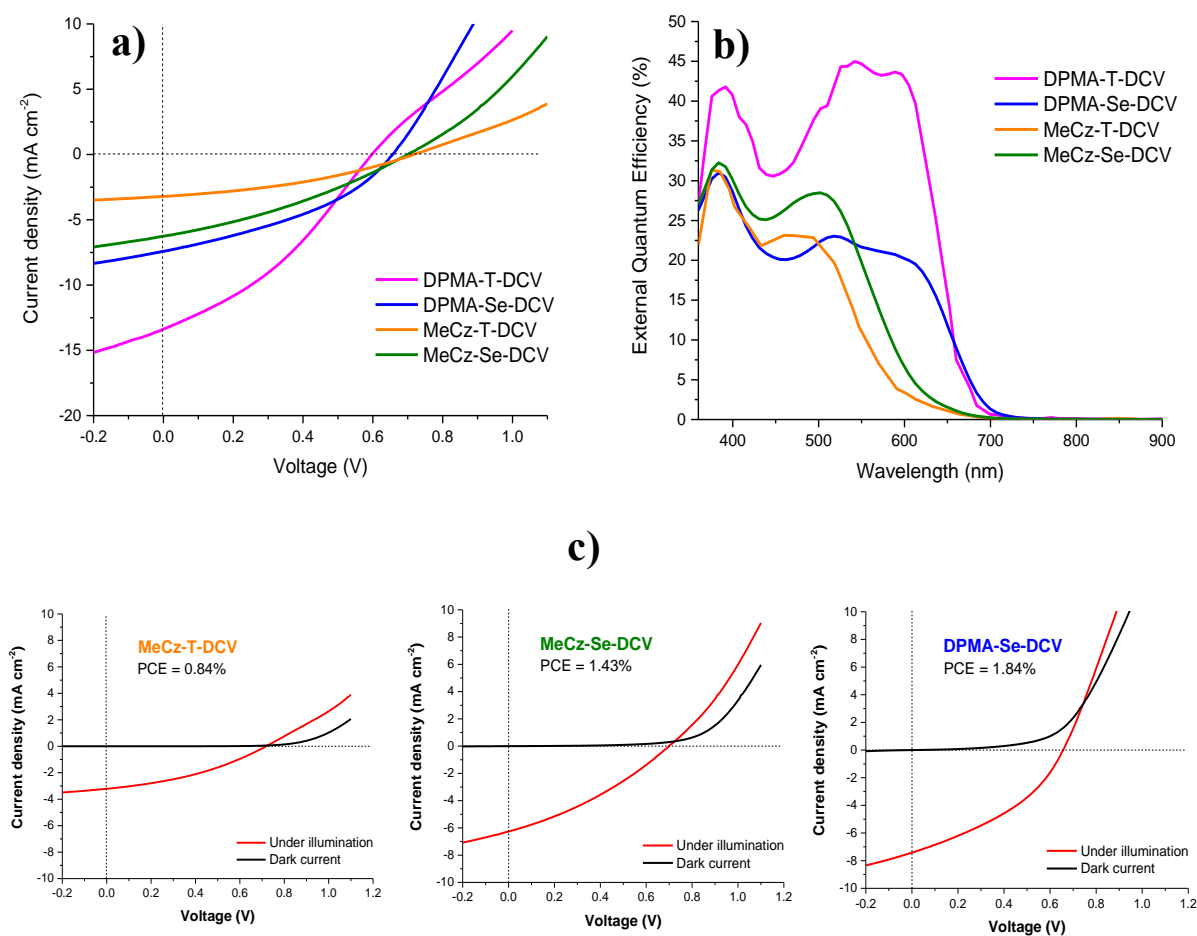 a)
10
5
0
-5
-10
-15
-20
-0.2 0.0 0.2 0.4 0.6 0.8 1.0
Voltage (V)
Current density (mA cm⁻²)
DPMA-T-DCV
DPMA-Se-DCV
MeCz-T-DCV
MeCz-Se-DCV
b)
50
45
40
35
30
25
20
15
10
5
0
400 500 600 700 800 900
Wavelength (nm)
External Quantum Efficiency (%)
DPMA-T-DCV
DPMA-Se-DCV
MeCz-T-DCV
MeCz-Se-DCV
c)
MeCz-T-DCV
PCE = 0.84%
10
8
6
4
2
0
-2
-4
-6
-8
-10
Current density (mA cm⁻²)
Under illumination
Dark current
-0.2 0.0 0.2 0.4 0.6 0.8 1.0 1.2
Voltage (V)
MeCz-Se-DCV
PCE = 1.43%
10
8
6
4
2
0
-2
-4
-6
-8
-10
Current density (mA cm⁻²)
Under illumination
Dark current
-0.2 0.0 0.2 0.4 0.6 0.8 1.0 1.2
Voltage (V)
DPMA-Se-DCV
PCE = 1.84%
10
8
6
4
2
0
-2
-4
-6
-8
-10
Current density (mA cm⁻²)
Under illumination
Dark current
-0.2 0.0 0.2 0.4 0.6 0.8 1.0 1.2
Voltage (V)